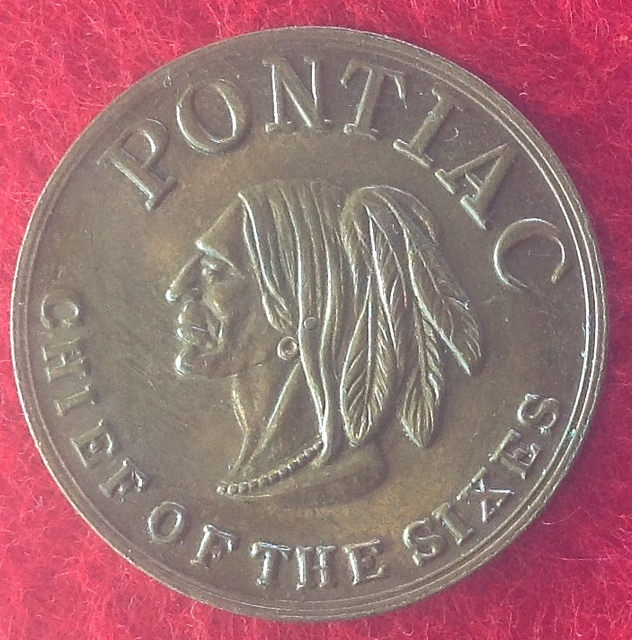 PONTIAC
CHIEF OF THE SIXES